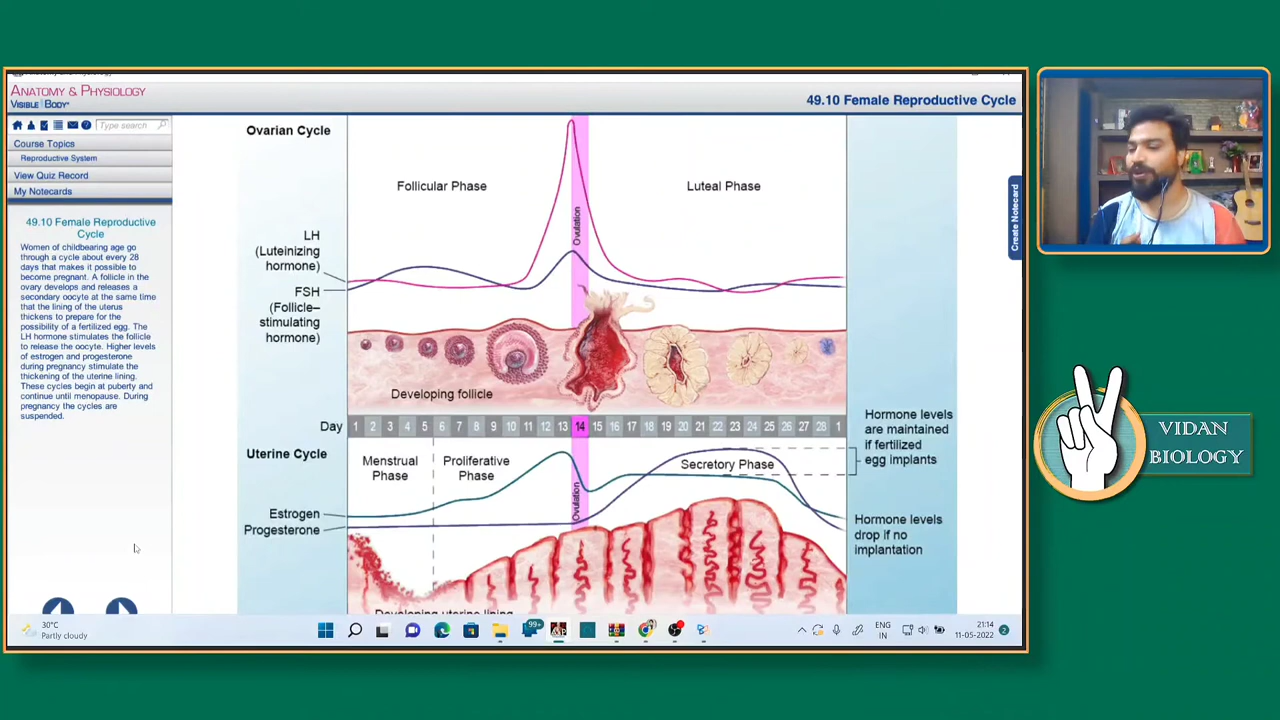 ANATOMY & PHYSIOLOGY
VISIBLE BODY
49.10 Female Reproductive Cycle
Type search
Course Topics
Reproductive System
View Quiz Record
My Notecards
49.10 Female Reproductive
Cycle
Women of childbearing age go
through a cycle about every 28
days that makes it possible to
become pregnant. A follicle in the
ovary develops and releases a
secondary oocyte at the same time
that the lining of the uterus
thickens to prepare for the
possibility of a fertilized egg. The
LH hormone stimulates the follicle
to release the oocyte. Higher levels
of estrogen and progesterone
during pregnancy stimulate the
thickening of the uterine lining.
These cycles begin at puberty and
continue until menopause. During
pregnancy the cycles are
suspended.
Ovarian Cycle
Follicular Phase
Luteal Phase
Ovulation
LH
(Luteinizing
hormone)
FSH
(Follicle–
stimulating
hormone)
Developing follicle
Day 1 2 3 4 5 6 7 8 9 10 11 12 13 14 15 16 17 18 19 20 21 22 23 24 25 26 27 28 1
Uterine Cycle
Menstrual
Phase
Proliferative
Phase
Ovulation
Secretory Phase
Estrogen
Progesterone
Developing uterine lining
Hormone levels
are maintained
if fertilized
egg implants
Hormone levels
drop if no
implantation
Create Notecard
VIDAN
BIOLOGY
30°C
Partly cloudy
99+
ENG
IN
21:14
11-05-2022
2